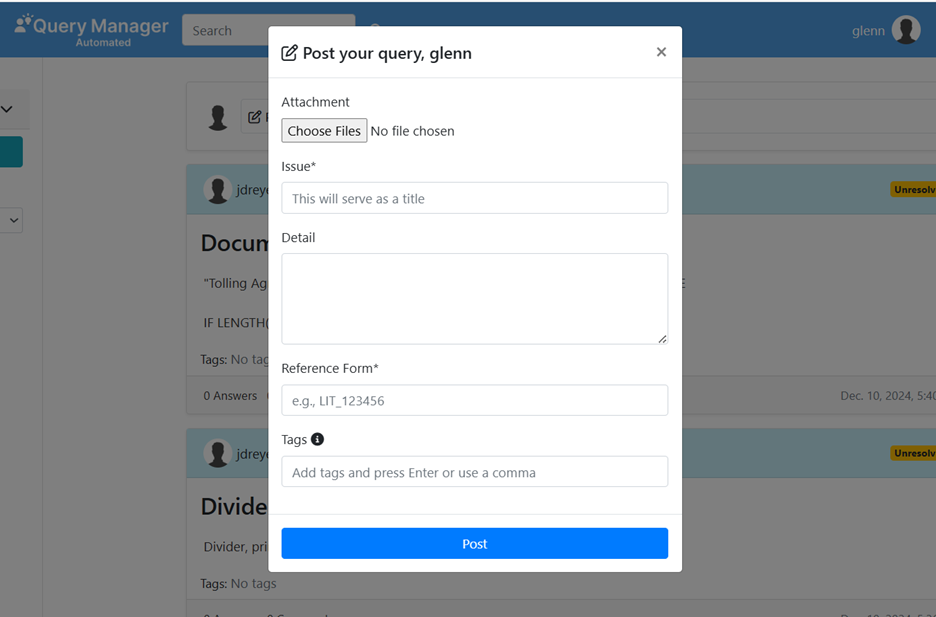 Query Manager
Automated
Search
glenn
Post your query, glenn
×
Attachment
Choose Files No file chosen
Issue*
This will serve as a title
Detail
Reference Form*
e.g., LIT_123456
Tags
Add tags and press Enter or use a comma
Post
jdreye
Unresolv
Docum
"Tolling Ag
IF LENGTH(
Tags: No tag
0 Answers
Dec. 10, 2024, 5:40
jdreye
Unresolv
Divide
Divider, pri
Tags: No tags